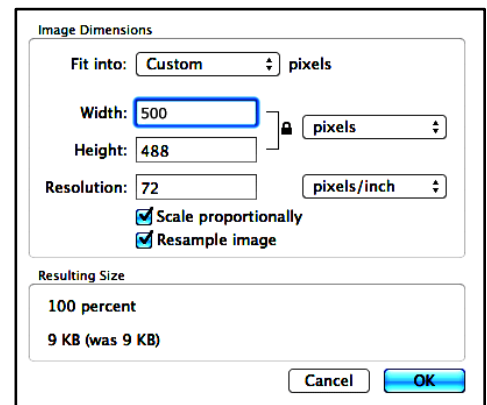 Image Dimensions
Fit into: Custom pixels
Width: 500
pixels
Height: 488
Resolution: 72 pixels/inch
Scale proportionally
Resample image
Resulting Size
100 percent
9 KB (was 9 KB)
Cancel OK